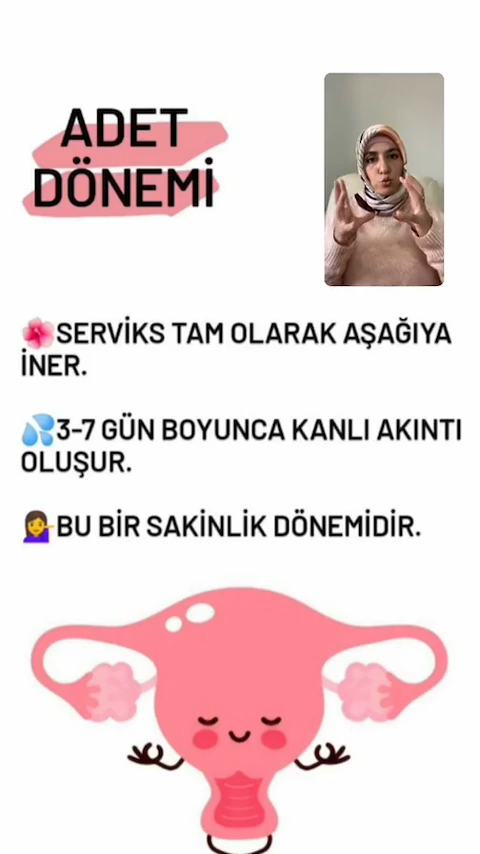 ADET
DÖNEMİ
🌺SERVİKS TAM OLARAK AŞAĞIYA
İNER.
💦3-7 GÜN BOYUNCA KANLI AKINTI
OLUŞUR.
💁‍♀️BU BİR SAKİNLİK DÖNEMİDİR.